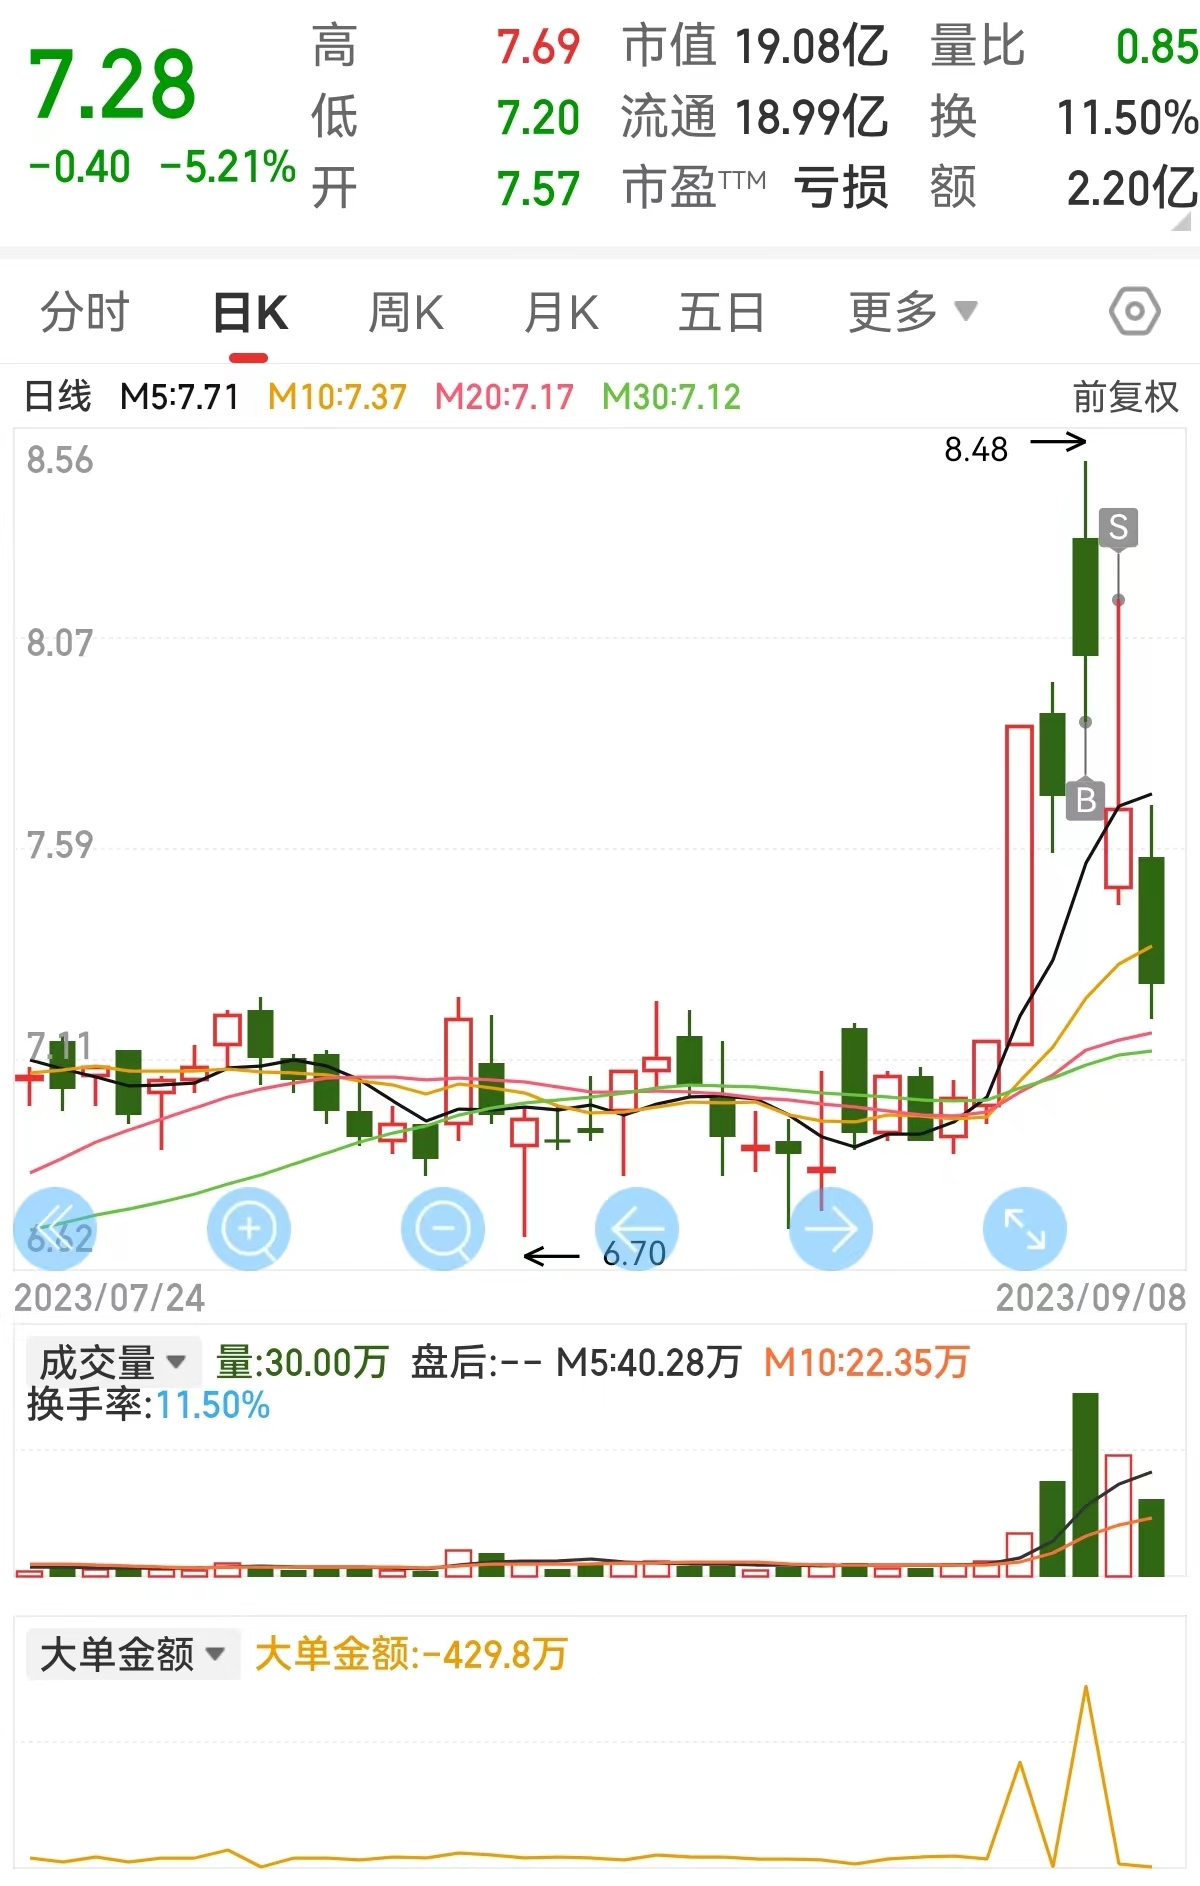 7.28
-0.40 -5.21%
高 7.69 市值 19.08亿 量比 0.85
低 7.20 流通 18.99亿 换 11.50%
开 7.57 市盈TTM 亏损 额 2.20亿
分时 日K 周K 月K 五日 更多
日线 M5:7.71 M10:7.37 M20:7.17 M30:7.12 前复权
8.56
8.48
S
8.07
B
7.59
7.11
6.62
6.70
2023/07/24 2023/09/08
成交量 量:30.00万 盘后:-- M5:40.28万 M10:22.35万
换手率:11.50%
大单金额 大单金额:-429.8万